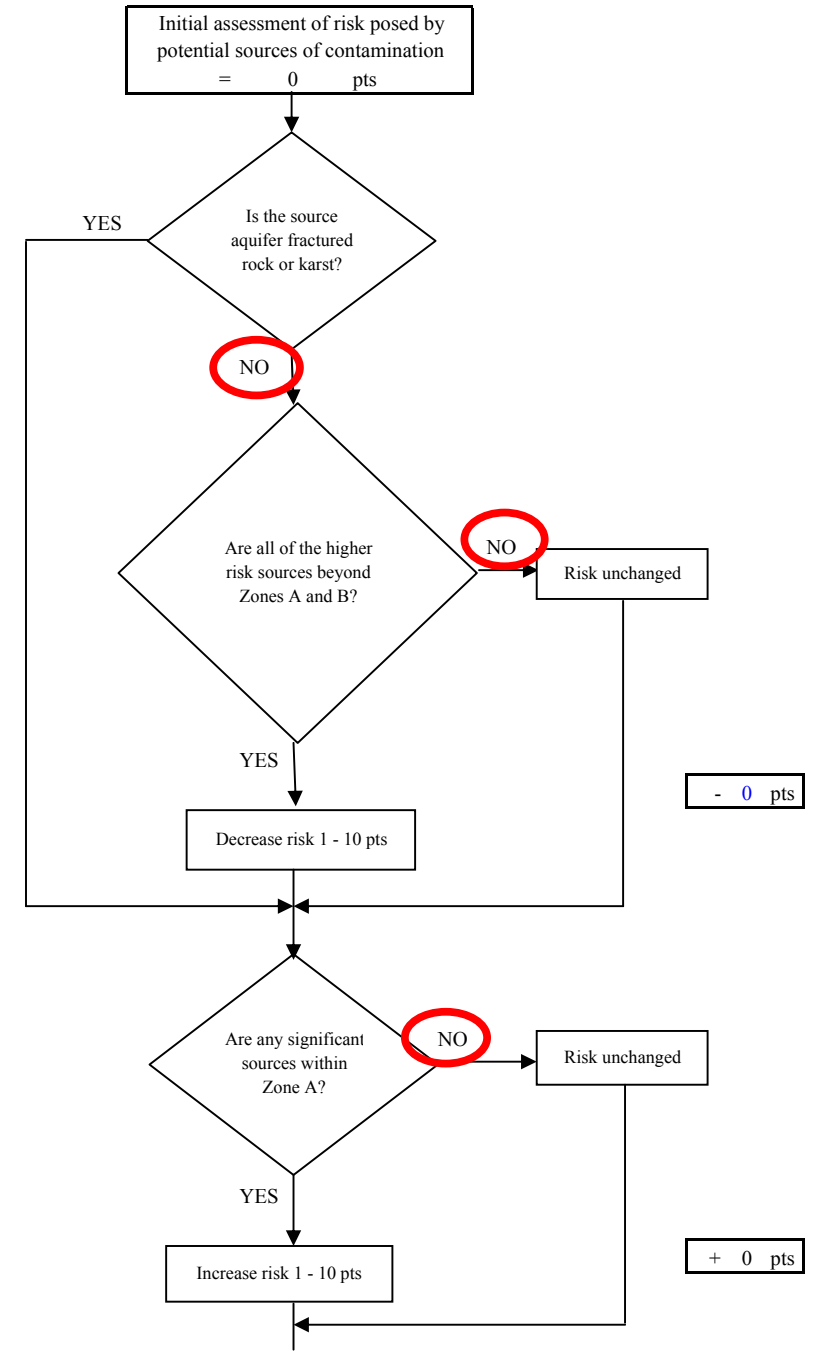 Initial assessment of risk posed by
potential sources of contamination
= 0 pts
YES
Is the source
aquifer fractured
rock or karst?
NO
Are all of the higher
risk sources beyond
Zones A and B?
NO
Risk unchanged
YES
- 0 pts
Decrease risk 1 - 10 pts
Are any significant
sources within
Zone A?
NO
Risk unchanged
YES
+ 0 pts
Increase risk 1 - 10 pts